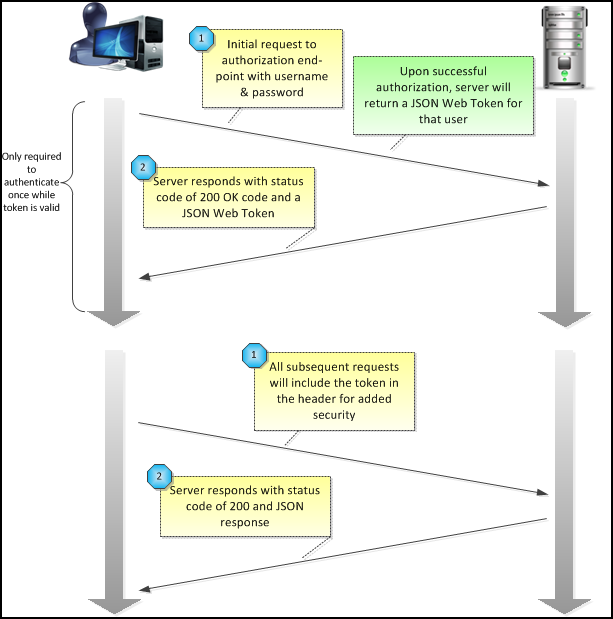 1
Initial request to
authorization end-
point with username
& password
Upon successful
authorization, server will
return a JSON Web Token for
that user
Only required
to
authenticate
once while
token is valid
2
Server responds with status
code of 200 OK code and a
JSON Web Token
1
All subsequent requests
will include the token in
the header for added
security
2
Server responds with status
code of 200 and JSON
response